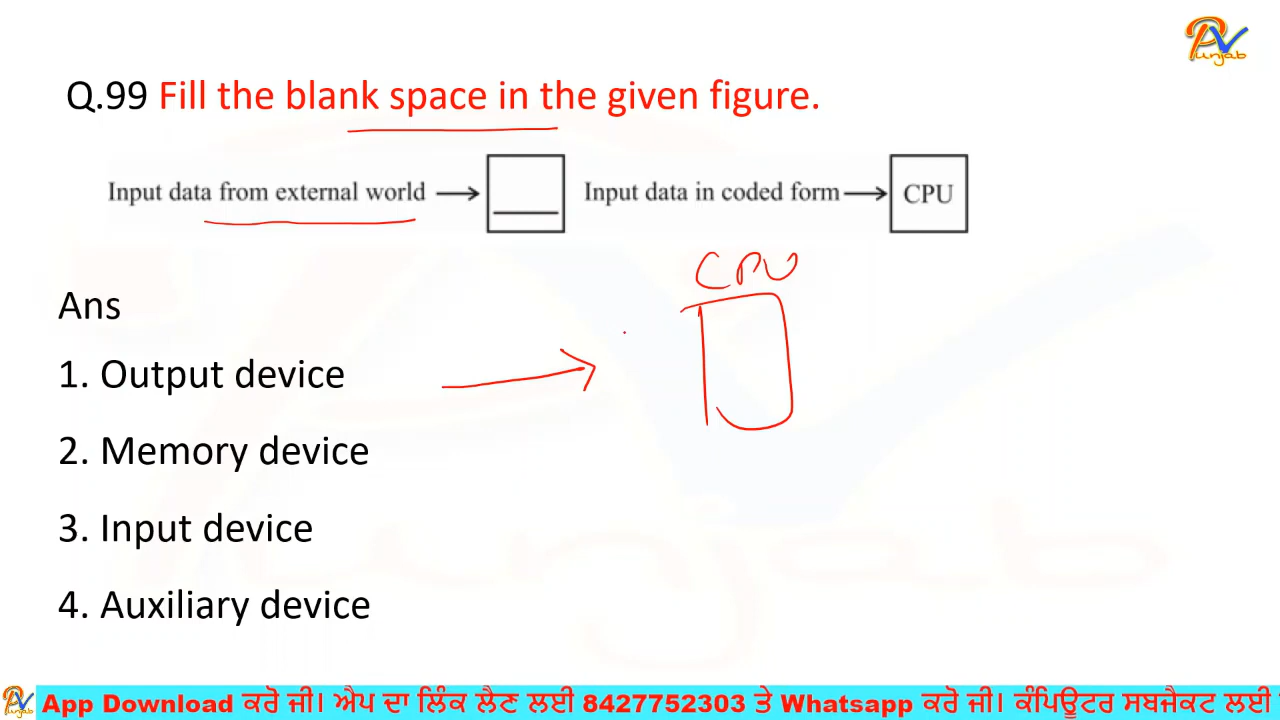 PV
unjab
Q.99 Fill the blank space in the given figure.
Input data from external world → ____ Input data in coded form → CPU
CPU
Ans
1. Output device
2. Memory device
3. Input device
4. Auxiliary device
App Download ਕਰੋ ਜੀ। ਐਪ ਦਾ ਲਿੰਕ ਲੈਣ ਲਈ 8427752303 ਤੇ Whatsapp ਕਰੋ ਜੀ। ਕੰਪਿਊਟਰ ਸਬਜੈਕਟ ਲਈ